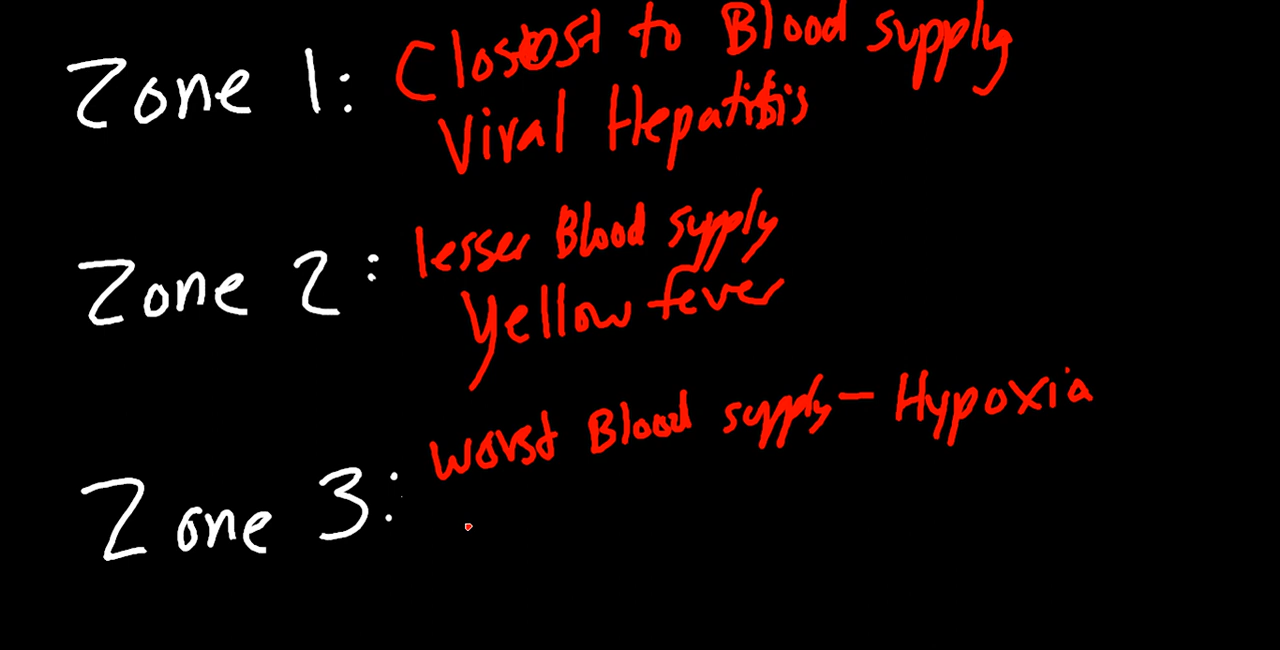 Zone 1: Closest to Blood supply
Viral Hepatitis
Zone 2: lesser Blood supply
Yellow fever
Zone 3: worst Blood supply - Hypoxia